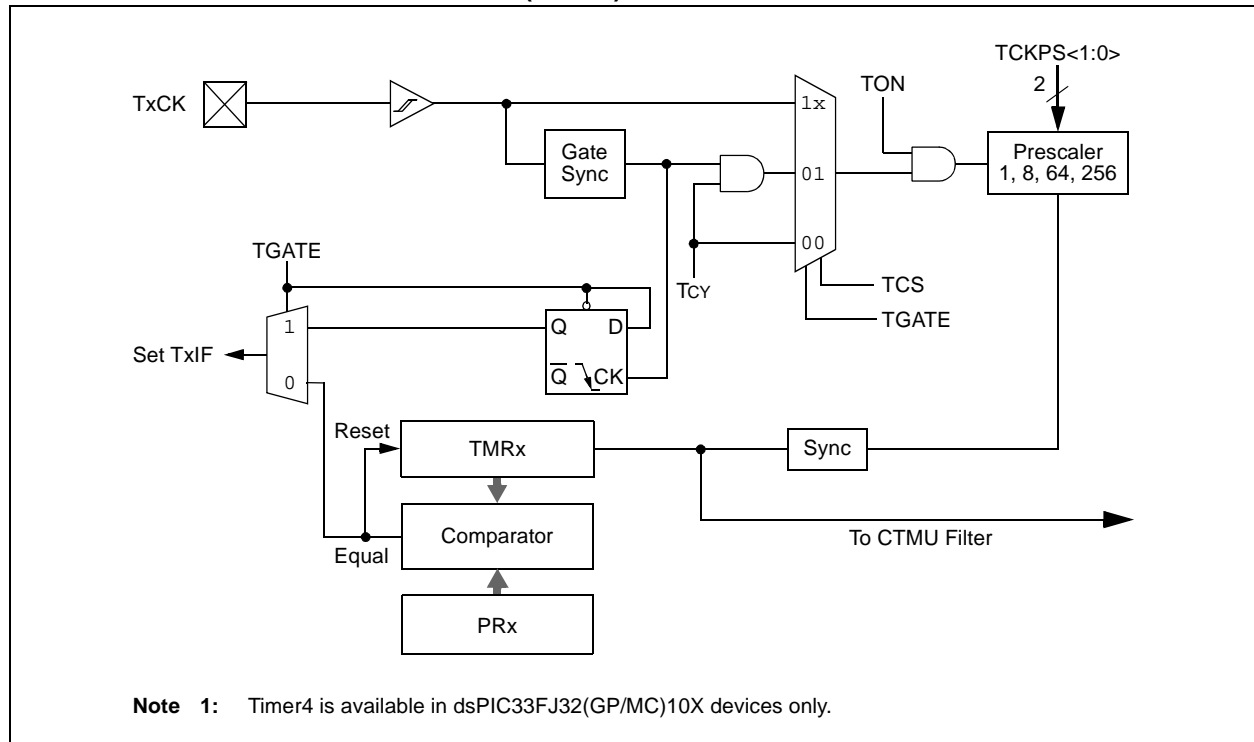 TCKPS<1:0>
2
TxCK
TON
1x
Gate
Sync
Prescaler
1, 8, 64, 256
01
00
TGATE
TCY
TCS
TGATE
1
Q D
Set TxIF
Q CK
0
Reset
TMRx
Sync
Comparator
Equal
To CTMU Filter
PRx
Note 1: Timer4 is available in dsPIC33FJ32(GP/MC)10X devices only.